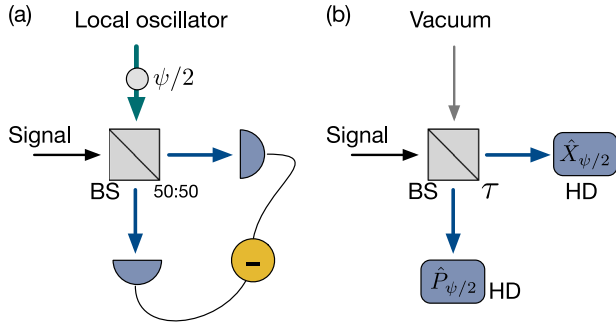 (a)
Local oscillator
ψ/2
Signal
BS
50:50
-
(b)
Vacuum
Signal
BS
τ
X̂ψ/2
HD
P̂ψ/2
HD